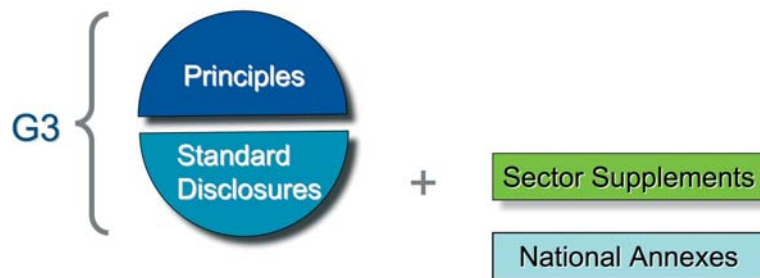 Principles
G3
Standard
Disclosures
+
Sector Supplements
National Annexes